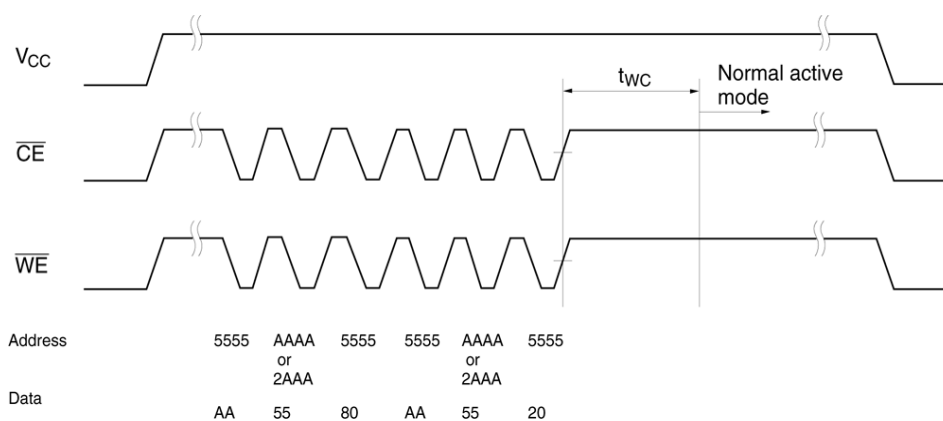 VCC
tWC
Normal active
mode
CE
WE
Address 5555 AAAA 5555 5555 AAAA 5555
or or
2AAA 2AAA
Data
AA 55 80 AA 55 20